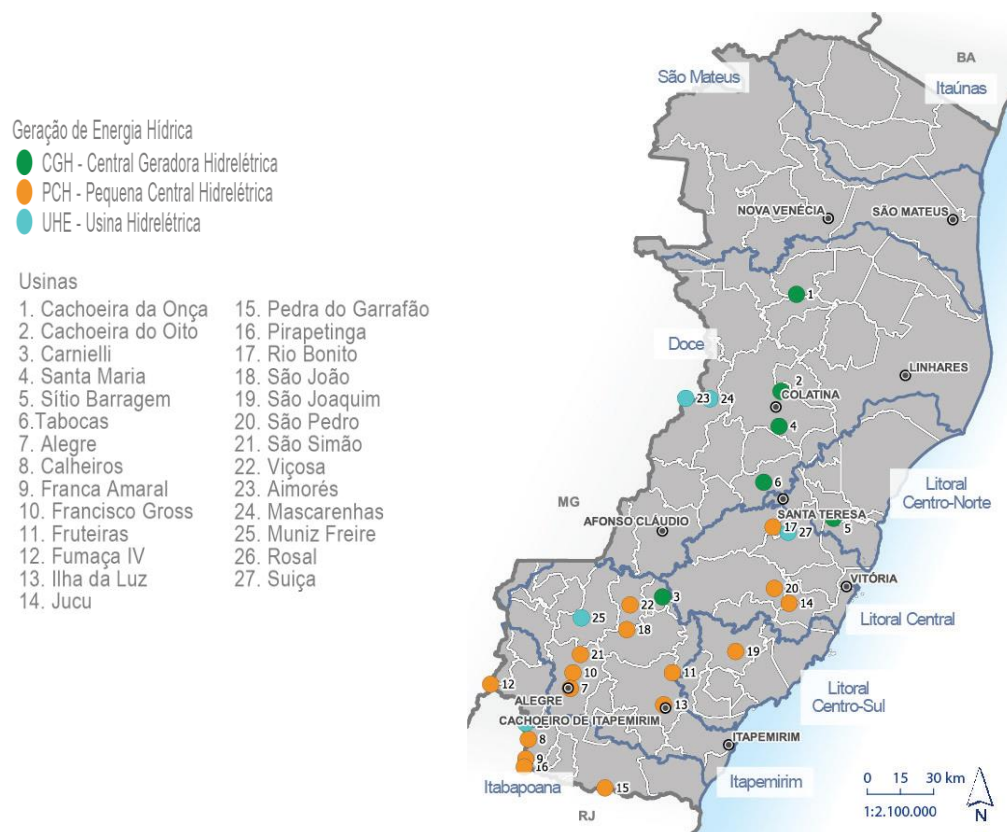 Geração de Energia Hídrica
CGH - Central Geradora Hidrelétrica
PCH - Pequena Central Hidrelétrica
UHE - Usina Hidrelétrica
Usinas
1. Cachoeira da Onça
2. Cachoeira do Oito
3. Carnielli
4. Santa Maria
5. Sítio Barragem
6.Tabocas
7. Alegre
8. Calheiros
9. Franca Amaral
10. Francisco Gross
11. Fruteiras
12. Fumaça IV
13. Ilha da Luz
14. Jucu
15. Pedra do Garrafão
16. Pirapetinga
17. Rio Bonito
18. São João
19. São Joaquim
20. São Pedro
21. São Simão
22. Viçosa
23. Aimorés
24. Mascarenhas
25. Muniz Freire
26. Rosal
27. Suiça
BA
São Mateus
Itaúnas
NOVA VENÉCIA
SÃO MATEUS
1
Doce
LINHARES
2
COLATINA
23
24
4
6
Litoral
Centro-Norte
MG
SANTA TERESA
AFONSO CLÁUDIO
17
27
5
VITÓRIA
20
14
22
3
25
18
Litoral Central
21
19
10
11
12
7
ALEGRE
Litoral
Centro-Sul
13
CACHOEIRO DE ITAPEMIRIM
8
ITAPEMIRIM
9
16
Itabapoana
15
Itapemirim
RJ
0 15 30 km
1:2.100.000
N